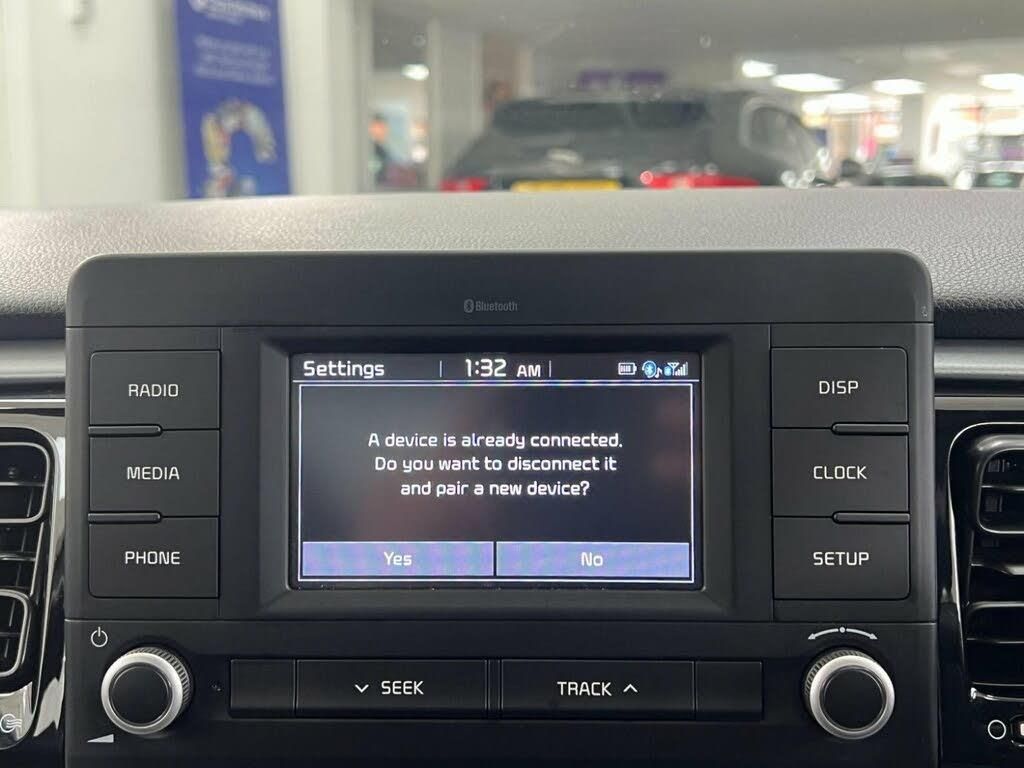 Bluetooth
RADIO
MEDIA
PHONE
Settings
1:32 AM
A device is already connected.
Do you want to disconnect it
and pair a new device?
Yes
No
DISP
CLOCK
SETUP
SEEK
TRACK